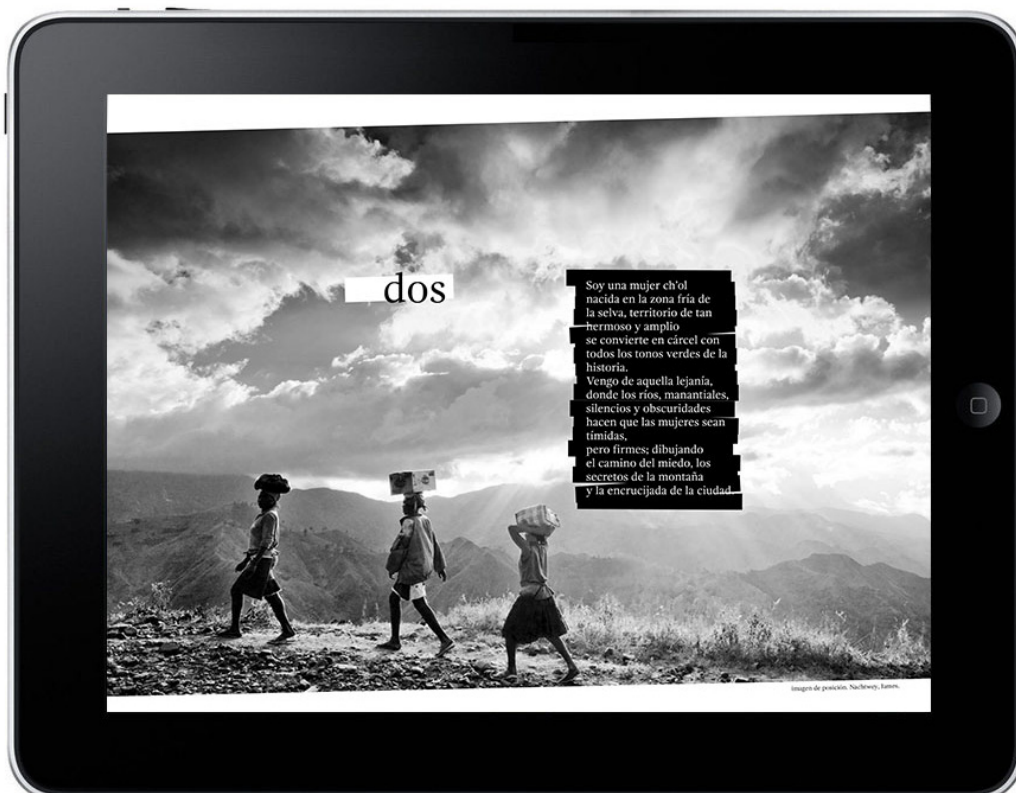 dos
Soy una mujer ch'ol
nacida en la zona fría de
la selva, territorio de tan
hermoso y amplio
se convierte en cárcel con
todos los tonos verdes de la
historia.
Vengo de aquella lejanía,
donde los ríos, manantiales,
silencios y obscuridades
hacen que las mujeres sean
tímidas,
pero firmes; dibujando
el camino del miedo, los
secretos de la montaña
y la encrucijada de la ciudad.
imagen de posición. Nachtwey, James.